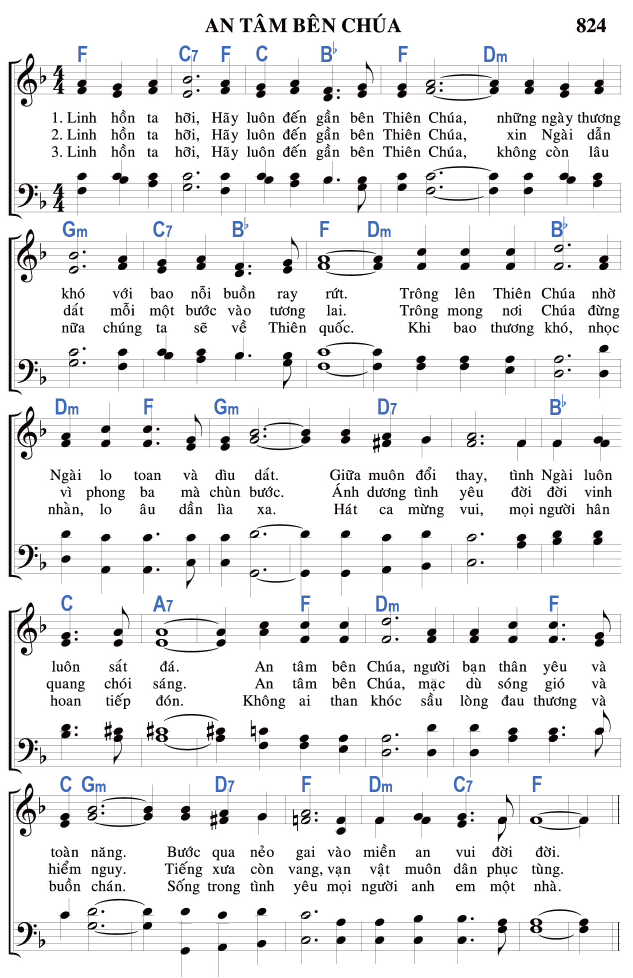 AN TÂM BÊN CHÚA 824
F C7 F C B♭ F Dm
1. Linh hồn ta hỡi, Hãy luôn đến gần bên Thiên Chúa, những ngày thương
2. Linh hồn ta hỡi, Hãy luôn đến gần bên Thiên Chúa, xin Ngài dẫn
3. Linh hồn ta hỡi, Hãy luôn đến gần bên Thiên Chúa, không còn lâu
Gm C7 B♭ F Dm B♭
khó với bao nỗi buồn ray rứt. Trông lên Thiên Chúa nhờ
dắt mỗi một bước vào tương lai. Trông mong nơi Chúa đừng
nữa chúng ta sẽ về Thiên quốc. Khi bao thương khó, nhọc
Dm F Gm D7 B♭
Ngài lo toan và dìu dất. Giữa muôn đổi thay, tình Ngài luôn
vì phong ba mà chùn bước. Ánh dương tình yêu đời đời vinh
nhằn, lo âu dần lìa xa. Hát ca mừng vui, mọi người hân
C A7 F Dm F
luôn sắt đá. An tâm bên Chúa, người bạn thân yêu và
quang chói sáng. An tâm bên Chúa, mặc dù sóng gió và
hoan tiếp đón. Không ai than khóc sầu lòng đau thương và
C Gm D7 F Dm C7 F
toàn năng. Bước qua nẻo gai vào miền an vui đời đời.
hiểm nguy. Tiếng xưa còn vang, vạn vật muôn dân phục tùng.
buồn chán. Sống trong tình yêu mọi người anh em một nhà.